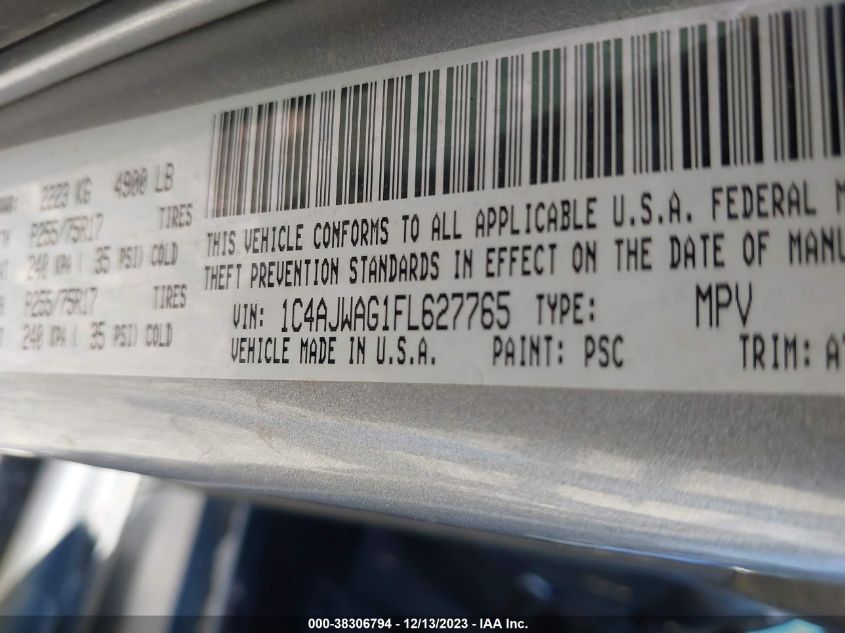 2223 KG 4900 LB
P255/75R17 TIRES
240 KPA ( 35 PSI) COLD
P255/75R17 TIRES
240 KPA ( 35 PSI) COLD
THIS VEHICLE CONFORMS TO ALL APPLICABLE U.S.A. FEDERAL M
THEFT PREVENTION STANDARDS IN EFFECT ON THE DATE OF MANU
VIN: 1C4AJWAG1FL627765 TYPE: MPV
VEHICLE MADE IN U.S.A. PAINT: PSC TRIM: A
000-38306794 - 12/13/2023 - IAA Inc.